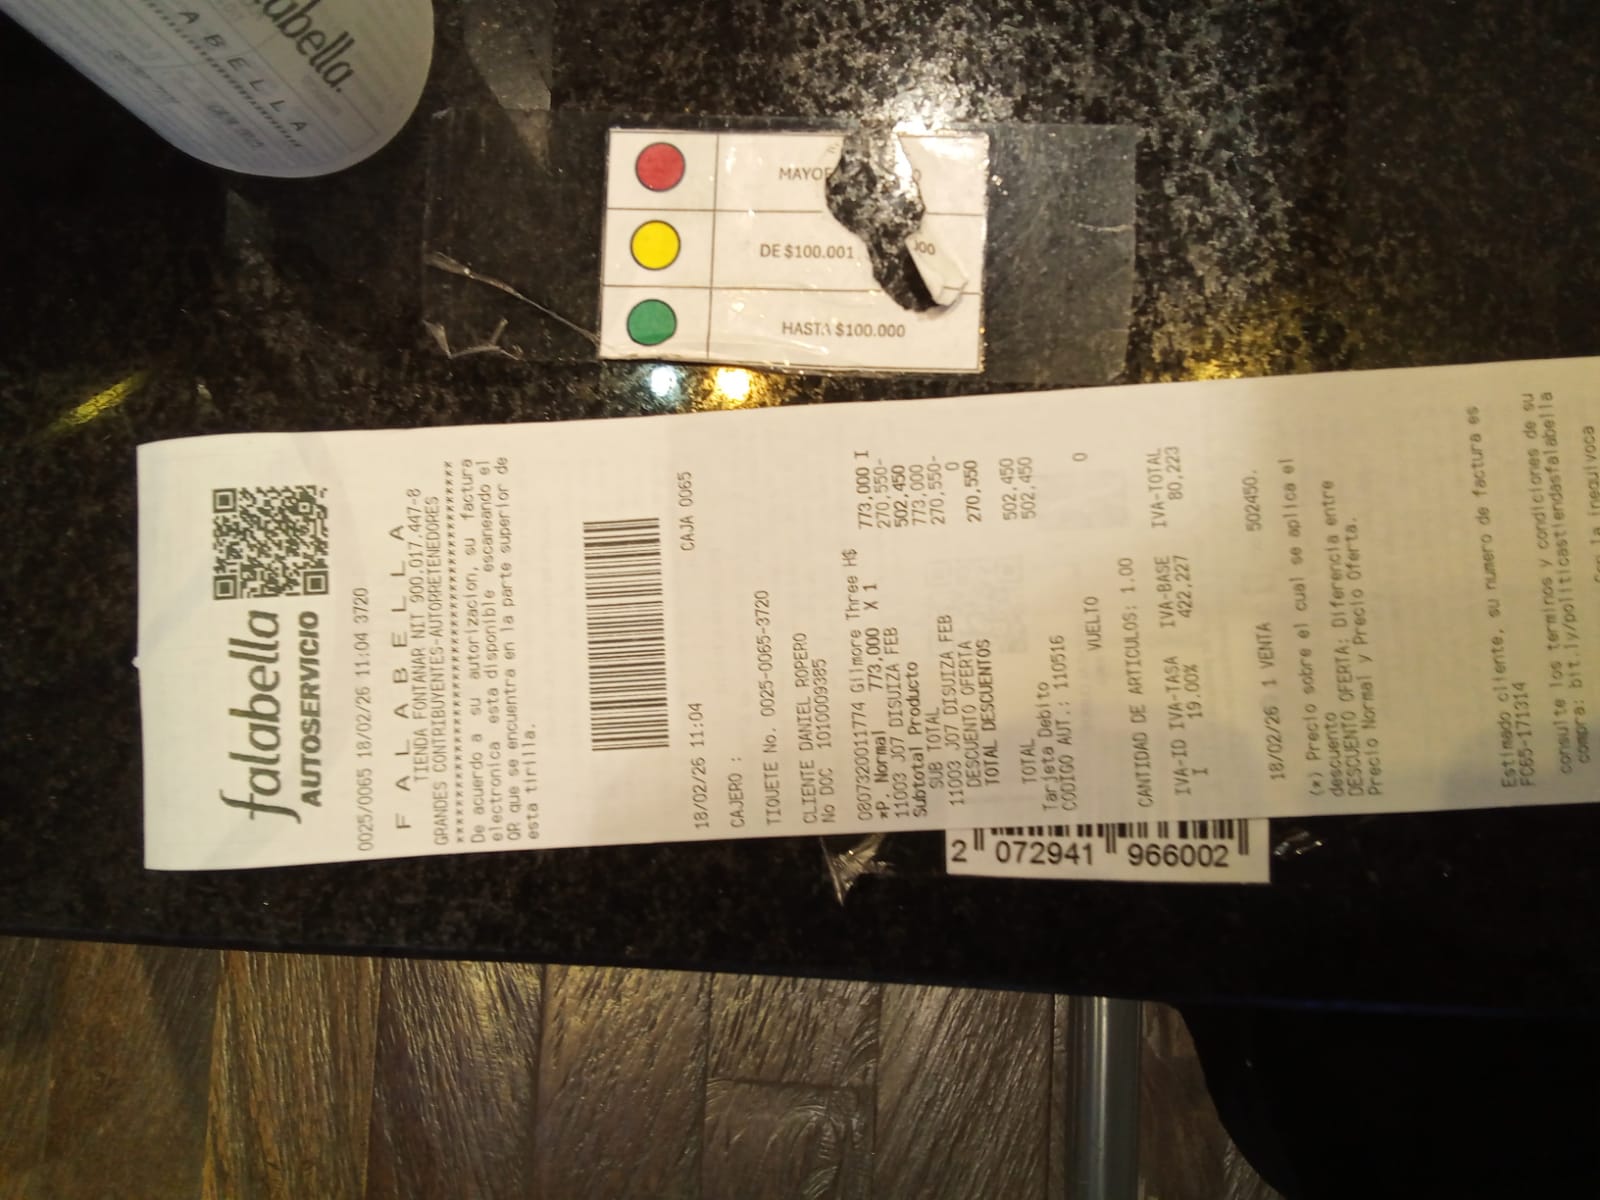 falabella.
A B E L L A
MAYOR
DE $100.001
HASTA $100.000
falabella
AUTOSERVICIO
0025/0065 18/02/26 11:04 3720
F A L A B E L L A
TIENDA FONTANAR NIT 900.017.447-8
GRANDES CONTRIBUYENTES-AUTORRETENEDORES
De acuerdo a su autorizacion, su factura
electronica esta disponible escaneando el
QR que se encuentra en la parte superior de
esta tirilla.
18/02/26 11:04 CAJA 0065
CAJERO :
TIQUETE No. 0025-0065-3720
CLIENTE DANIEL ROPERO
No DOC 1010009385
0807320011774 Gilmore Three H$
*P. Normal 773,000 X 1 773,000 I
11003 J07 DISUIZA FEB 270,550-
Subtotal Producto 502,450
SUB TOTAL 773,000
11003 J07 DISUIZA FEB 270,550-
DESCUENTO OFERTA 0
TOTAL DESCUENTOS 270,550
TOTAL 502,450
Tarjeta Debito 502,450
CODIGO AUT.: 110516
VUELTO 0
CANTIDAD DE ARTICULOS: 1.00
IVA-ID IVA-TASA IVA-BASE IVA-TOTAL
I 19.00% 422,227 80,223
18/02/26 1 VENTA 502450.
(*) Precio sobre el cual se aplica el
descuento
DESCUENTO OFERTA: Diferencia entre
Precio Normal y Precio Oferta.
Estimado cliente, su numero de factura es
FC65-171314
consulte los terminos y condiciones de su
compra: bit.ly/politicastiendasfalabella
la inequivoca
2 072941 966002